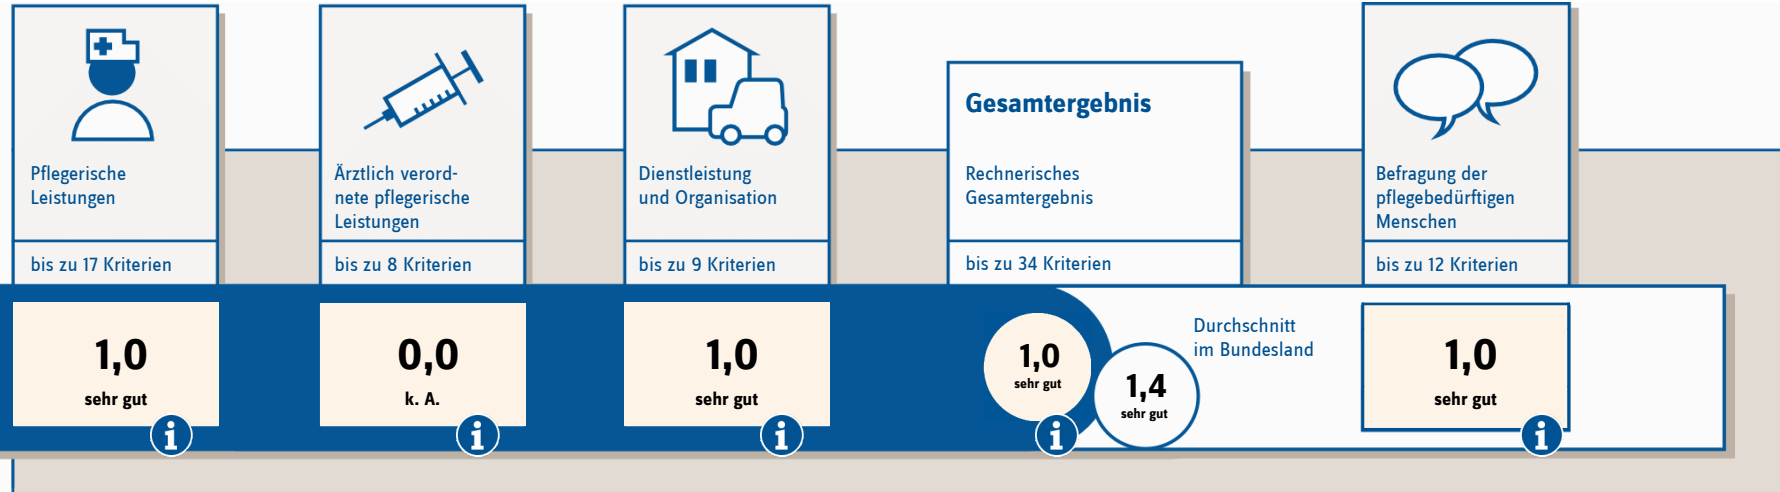 Pflegerische
Leistungen
bis zu 17 Kriterien
1,0
sehr gut
i
Ärztlich verord-
nete pflegerische
Leistungen
bis zu 8 Kriterien
0,0
k. A.
i
Dienstleistung
und Organisation
bis zu 9 Kriterien
1,0
sehr gut
i
Gesamtergebnis
Rechnerisches
Gesamtergebnis
bis zu 34 Kriterien
1,0
sehr gut
i
Durchschnitt
im Bundesland
1,4
sehr gut
Befragung der
pflegebedürftigen
Menschen
bis zu 12 Kriterien
1,0
sehr gut
i